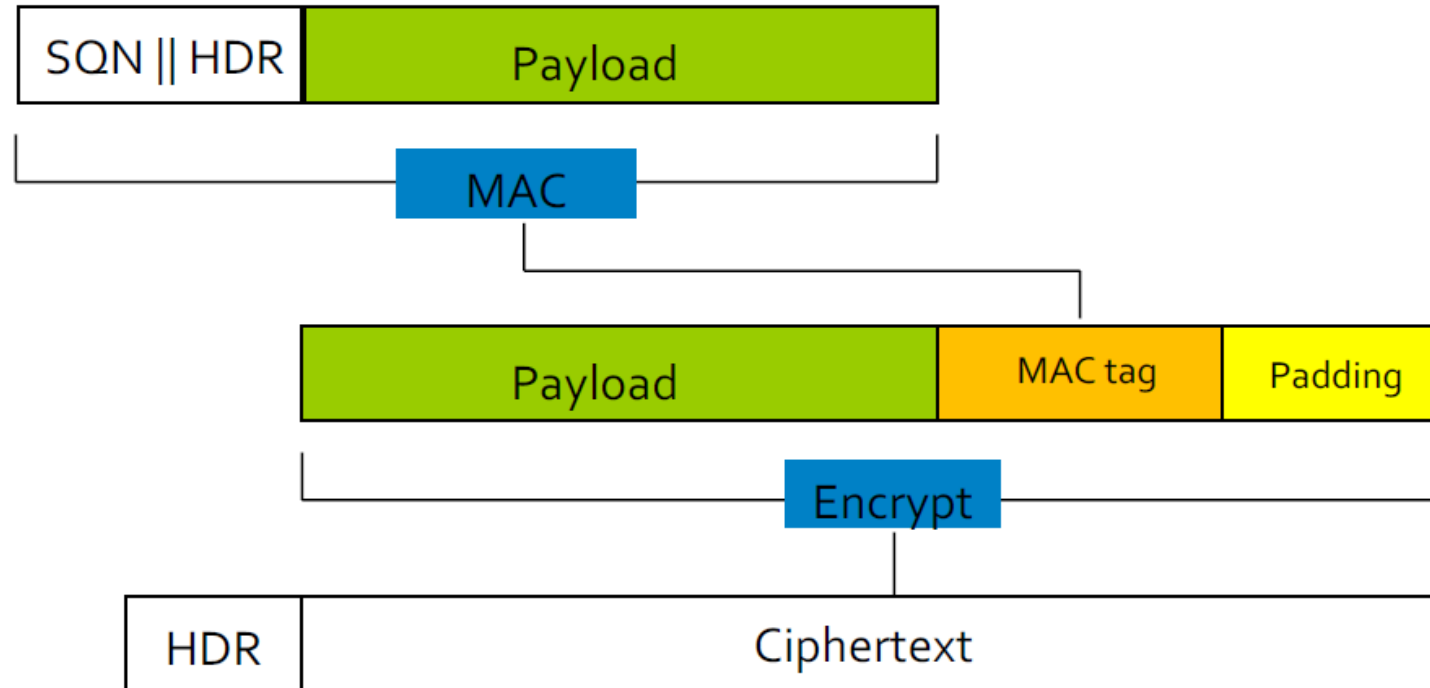 SQN || HDR
Payload
MAC
Payload
MAC tag
Padding
Encrypt
HDR
Ciphertext